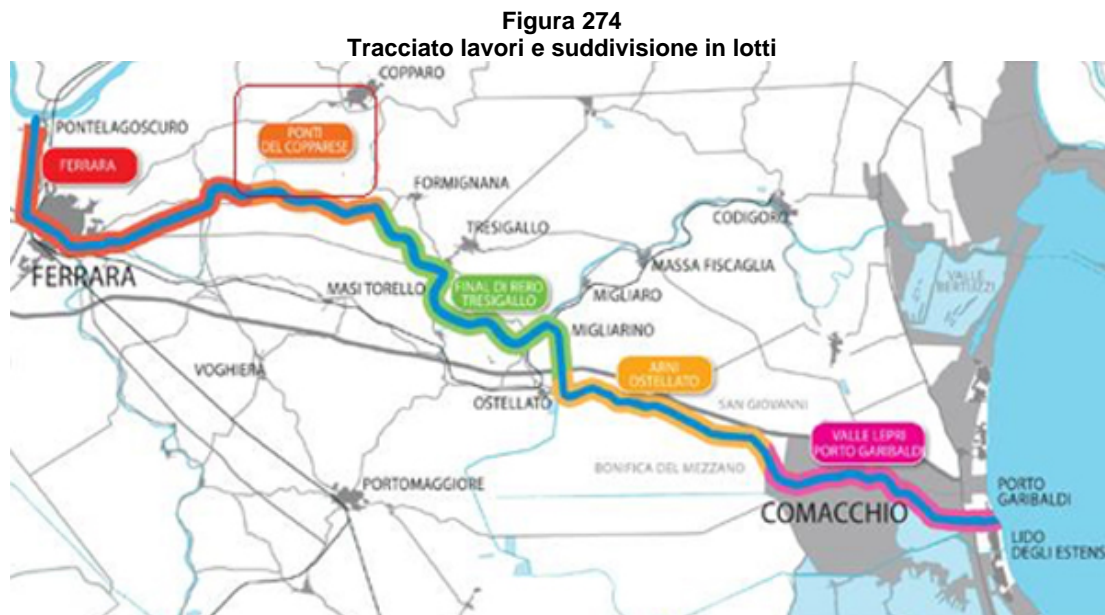 Figura 274
Tracciato lavori e suddivisione in lotti
COPPARO
PONTELAGOSCURO
PONTI
DEL COPPARESE
FERRARA
FORMIGNANA
TRESIGALLO
CODIGORO
FERRARA
MASSA FISCAGLIA
VALLE
BERTUZZI
MASI TORELLO
FINAL DI RERO
TRESIGALLO
MIGLIARO
MIGLIARINO
VOGHIERA
ARNI
OSTELLATO
OSTELLATO
SAN GIOVANNI
VALLE LEPRI
PORTO GARIBALDI
BONIFICA DEL MEZZANO
PORTOMAGGIORE
PORTO
GARIBALDI
COMACCHIO
LIDO
DEGLI ESTENS